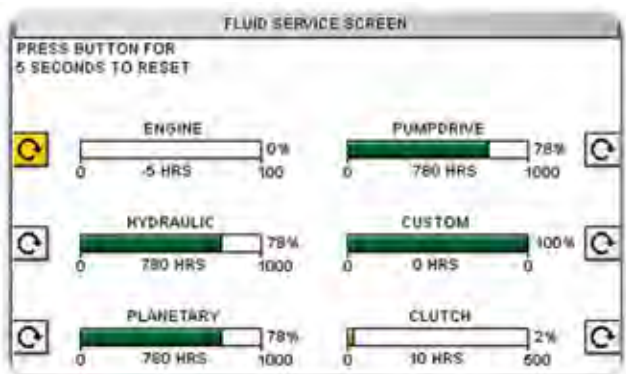 FLUID SERVICE SCREEN
PRESS BUTTON FOR
5 SECONDS TO RESET
ENGINE
0%
0 -5 HRS 100
PUMPDRIVE
78%
0 780 HRS 1000
HYDRAULIC
78%
0 780 HRS 1000
CUSTOM
100%
0 0 HRS 0
PLANETARY
78%
0 780 HRS 1000
CLUTCH
2%
0 10 HRS 500